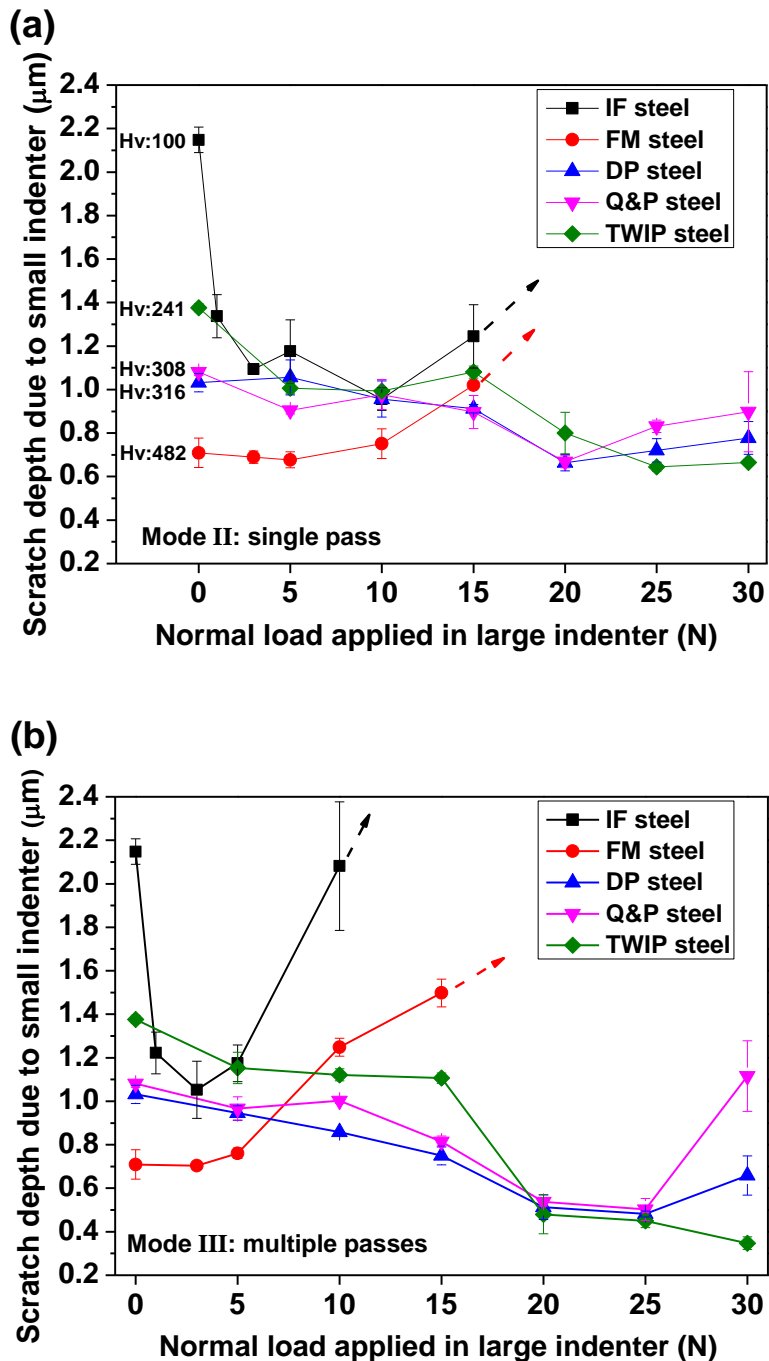 (a)
Scratch depth due to small indenter (μm)
2.4
2.2
2.0
1.8
1.6
1.4
1.2
1.0
0.8
0.6
0.4
0.2
Hv:100
Hv:241
Hv:308
Hv:316
Hv:482
IF steel
FM steel
DP steel
Q&P steel
TWIP steel
Mode II: single pass
0 5 10 15 20 25 30
Normal load applied in large indenter (N)
(b)
Scratch depth due to small indenter (μm)
2.4
2.2
2.0
1.8
1.6
1.4
1.2
1.0
0.8
0.6
0.4
0.2
IF steel
FM steel
DP steel
Q&P steel
TWIP steel
Mode III: multiple passes
0 5 10 15 20 25 30
Normal load applied in large indenter (N)